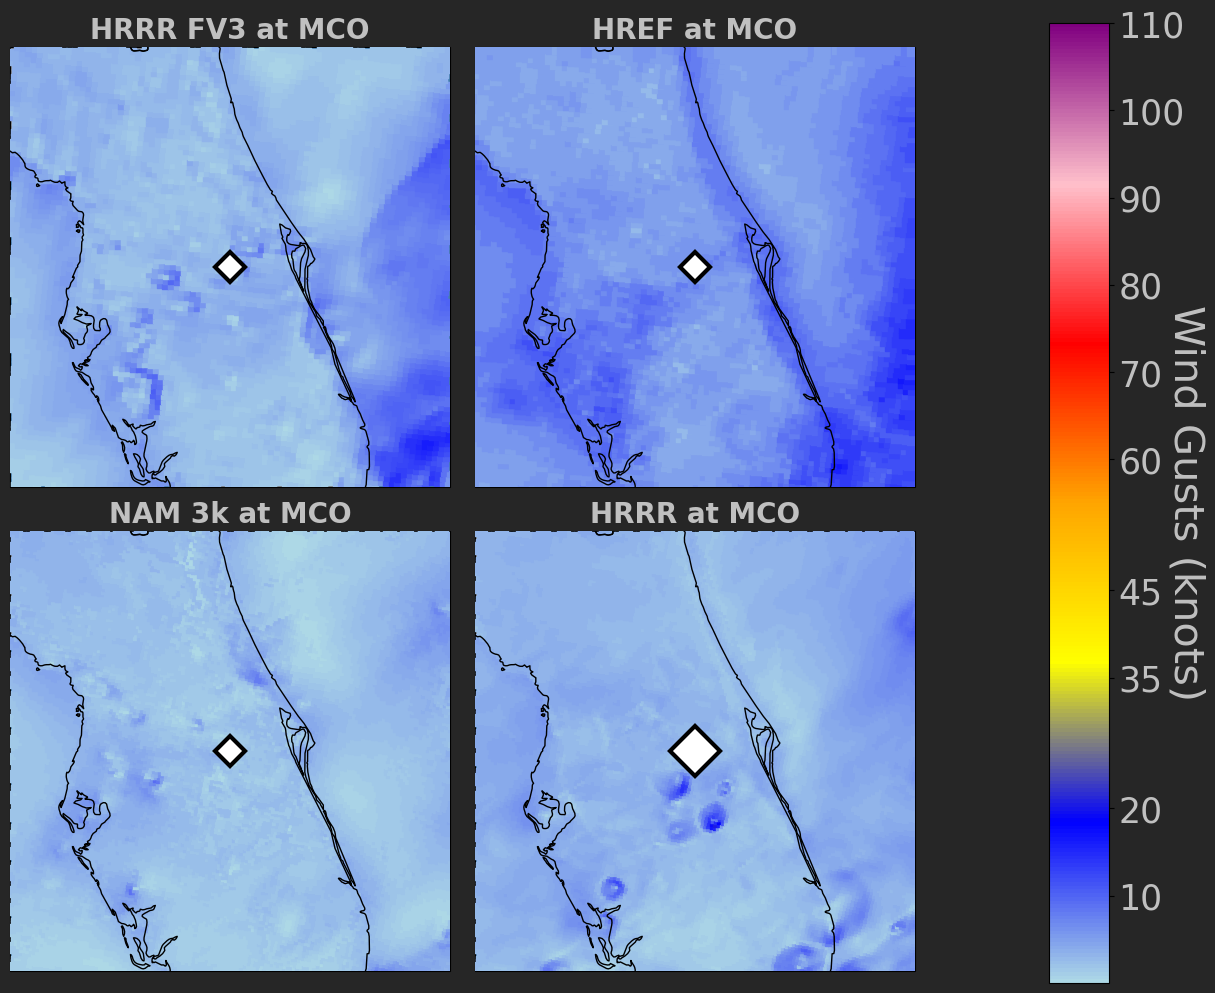 HRRR FV3 at MCO
HREF at MCO
NAM 3k at MCO
HRRR at MCO
110
100
90
80
70
60
45
35
20
10
Wind Gusts (knots)